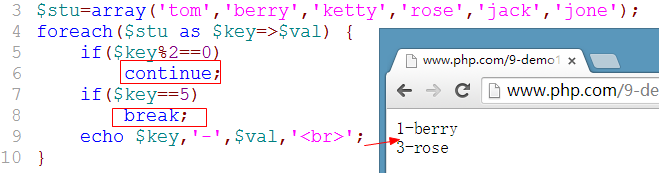 3 $stu=array('tom','berry','ketty','rose','jack','jone');
4 foreach($stu as $key=>$val) {
5 if($key%2==0)
6 continue;
7 if($key==5)
8 break;
9 echo $key,'-',$val,'<br>';
10 }
www.php.com/9-demo1
www.php.com/9-de
1-berry
3-rose